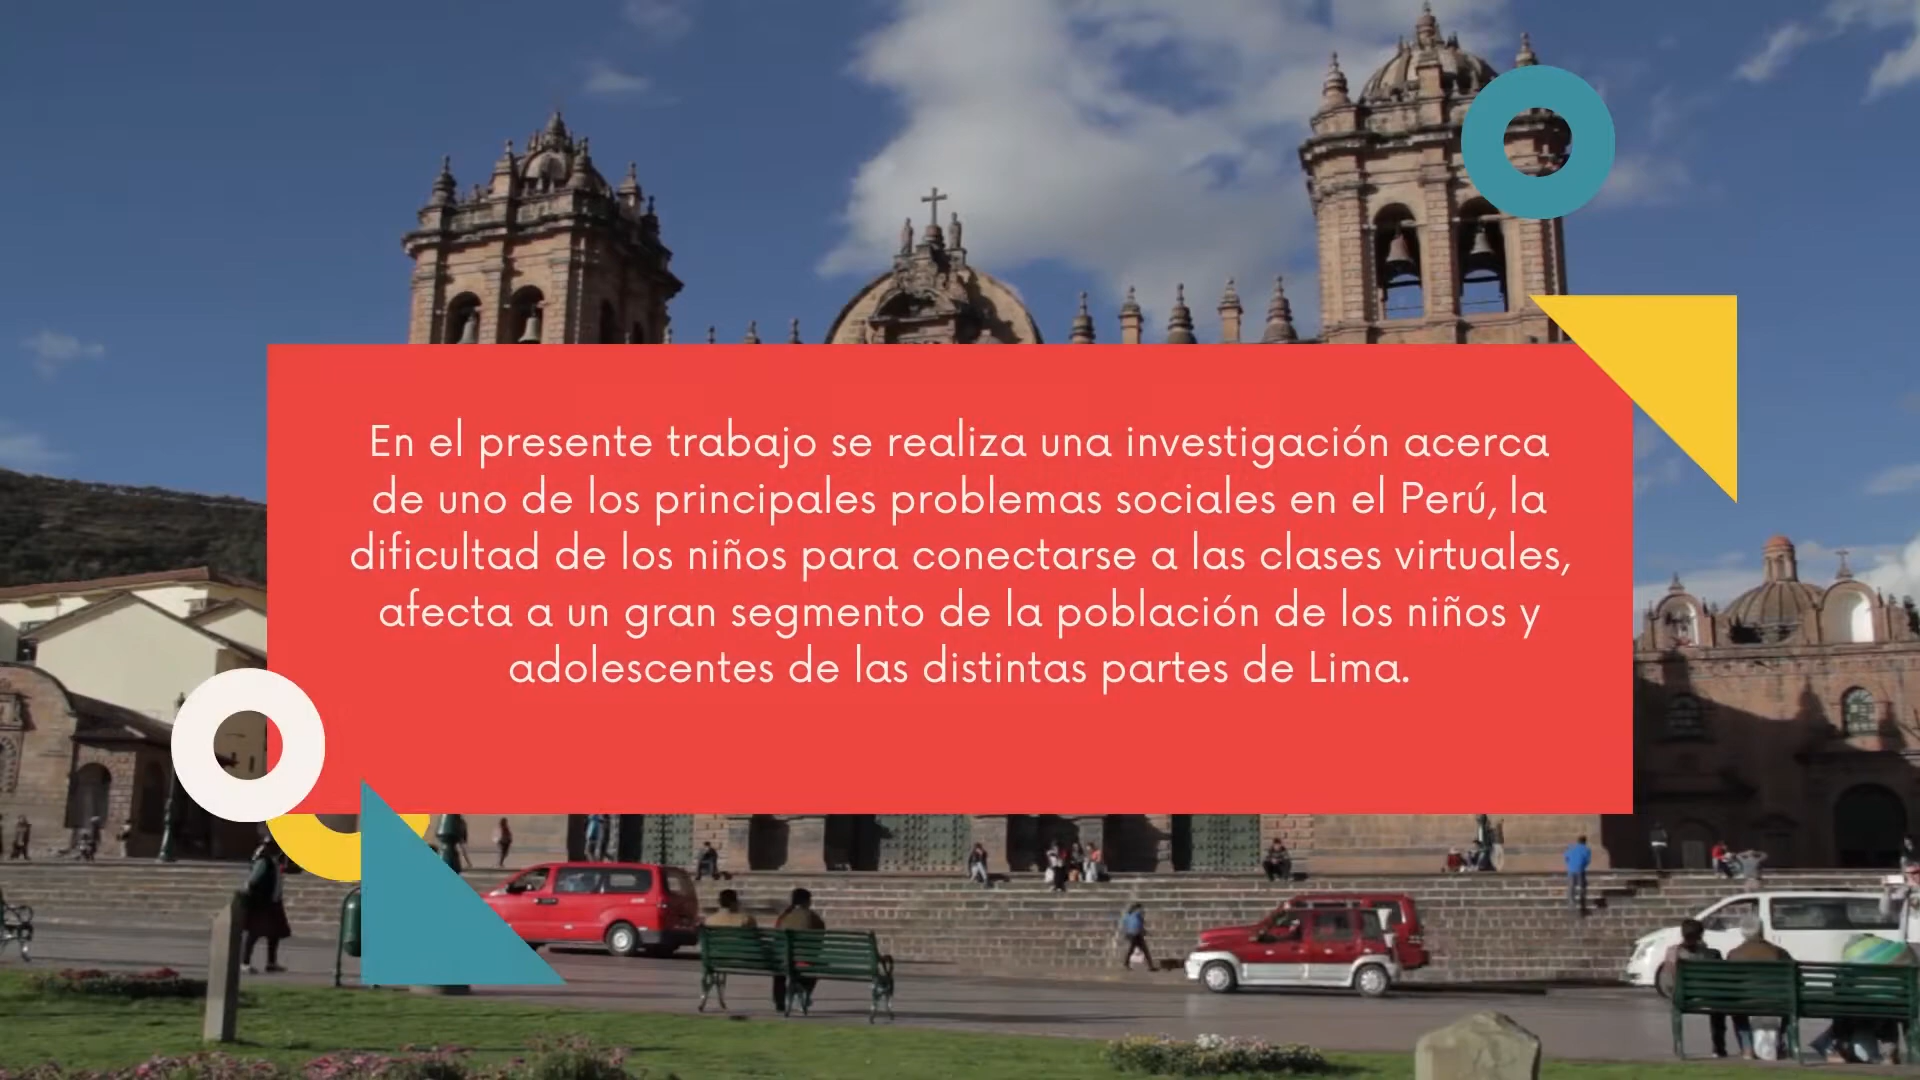 En el presente trabajo se realiza una investigación acerca
de uno de los principales problemas sociales en el Perú, la
dificultad de los niños para conectarse a las clases virtuales,
afecta a un gran segmento de la población de los niños y
adolescentes de las distintas partes de Lima.